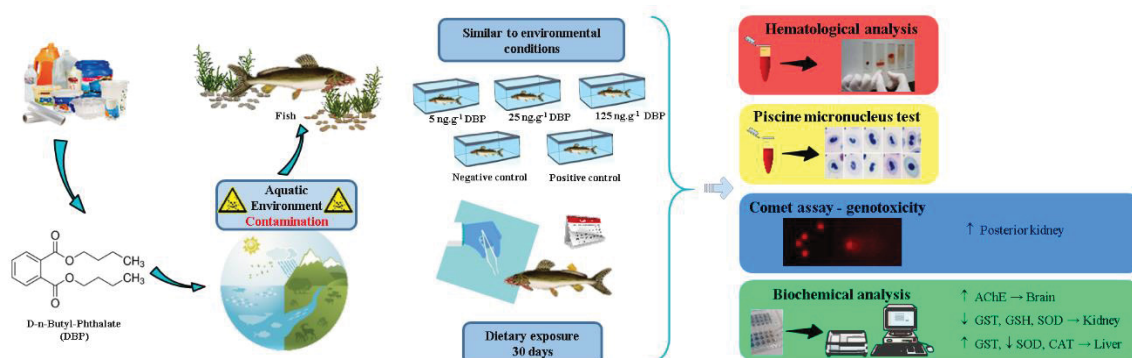 O
O
O
O
CH3
CH3
D-n-Butyl-Phthalate
(DBP)
Fish
Aquatic
Environment
Contamination
Similar to environmental
conditions
5 ng.g-1 DBP
25 ng.g-1 DBP
125 ng.g-1 DBP
Negative control
Positive control
Dietary exposure
30 days
Hematological analysis
Piscine micronucleus test
Comet assay - genotoxicity
↑ Posterior kidney
Biochemical analysis
↑ AChE → Brain
↓ GST, GSH, SOD → Kidney
↑ GST, ↓ SOD, CAT → Liver